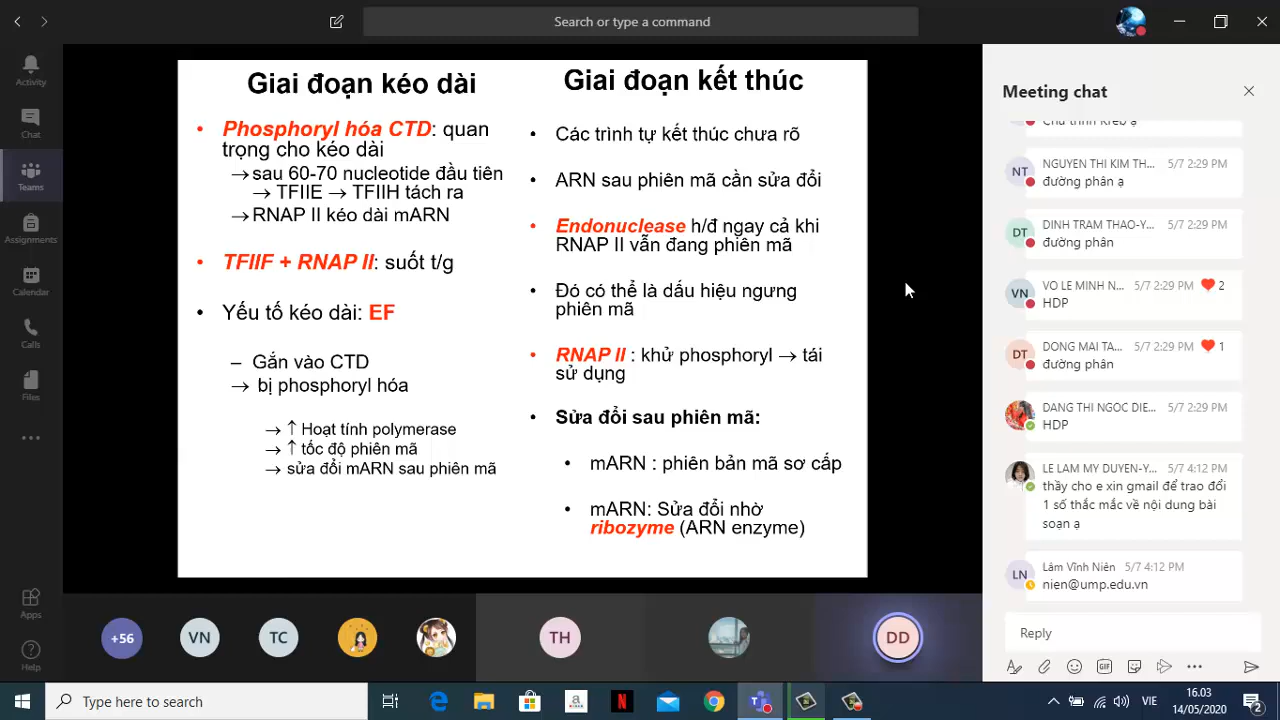 Search or type a command
Activity
Chat
Teams
Assignments
Calendar
Calls
Files
Apps
Help
Giai đoạn kéo dài
• Phosphoryl hóa CTD: quan
trọng cho kéo dài
→ sau 60-70 nucleotide đầu tiên
→ TFIIE → TFIIH tách ra
→ RNAP II kéo dài mARN
• TFIIF + RNAP II: suốt t/g
• Yếu tố kéo dài: EF
– Gắn vào CTD
→ bị phosphoryl hóa
→ ↑ Hoạt tính polymerase
→ ↑ tốc độ phiên mã
→ sửa đổi mARN sau phiên mã
Giai đoạn kết thúc
• Các trình tự kết thúc chưa rõ
• ARN sau phiên mã cần sửa đổi
• Endonuclease h/đ ngay cả khi
RNAP II vẫn đang phiên mã
• Đó có thể là dấu hiệu ngưng
phiên mã
• RNAP II : khử phosphoryl → tái
sử dụng
• Sửa đổi sau phiên mã:
• mARN : phiên bản mã sơ cấp
• mARN: Sửa đổi nhờ
ribozyme (ARN enzyme)
+56
VN
TC
TH
DD
Meeting chat
NT
NGUYEN THI KIM TH... 5/7 2:29 PM
đường phân ạ
DT
DINH TRAM THAO-Y... 5/7 2:29 PM
đường phân
VN
VO LE MINH N... 5/7 2:29 PM 2
HDP
DT
DONG MAI TA... 5/7 2:29 PM 1
đường phân
DANG THI NGOC DIE... 5/7 2:29 PM
HDP
LE LAM MY DUYEN-Y... 5/7 4:12 PM
thầy cho e xin gmail để trao đổi
1 số thắc mắc về nội dung bài
soạn ạ
LN
Lâm Vĩnh Niên 5/7 4:12 PM
nien@ump.edu.vn
Reply
GIF
Type here to search
VIE
16.03
14/05/2020
2